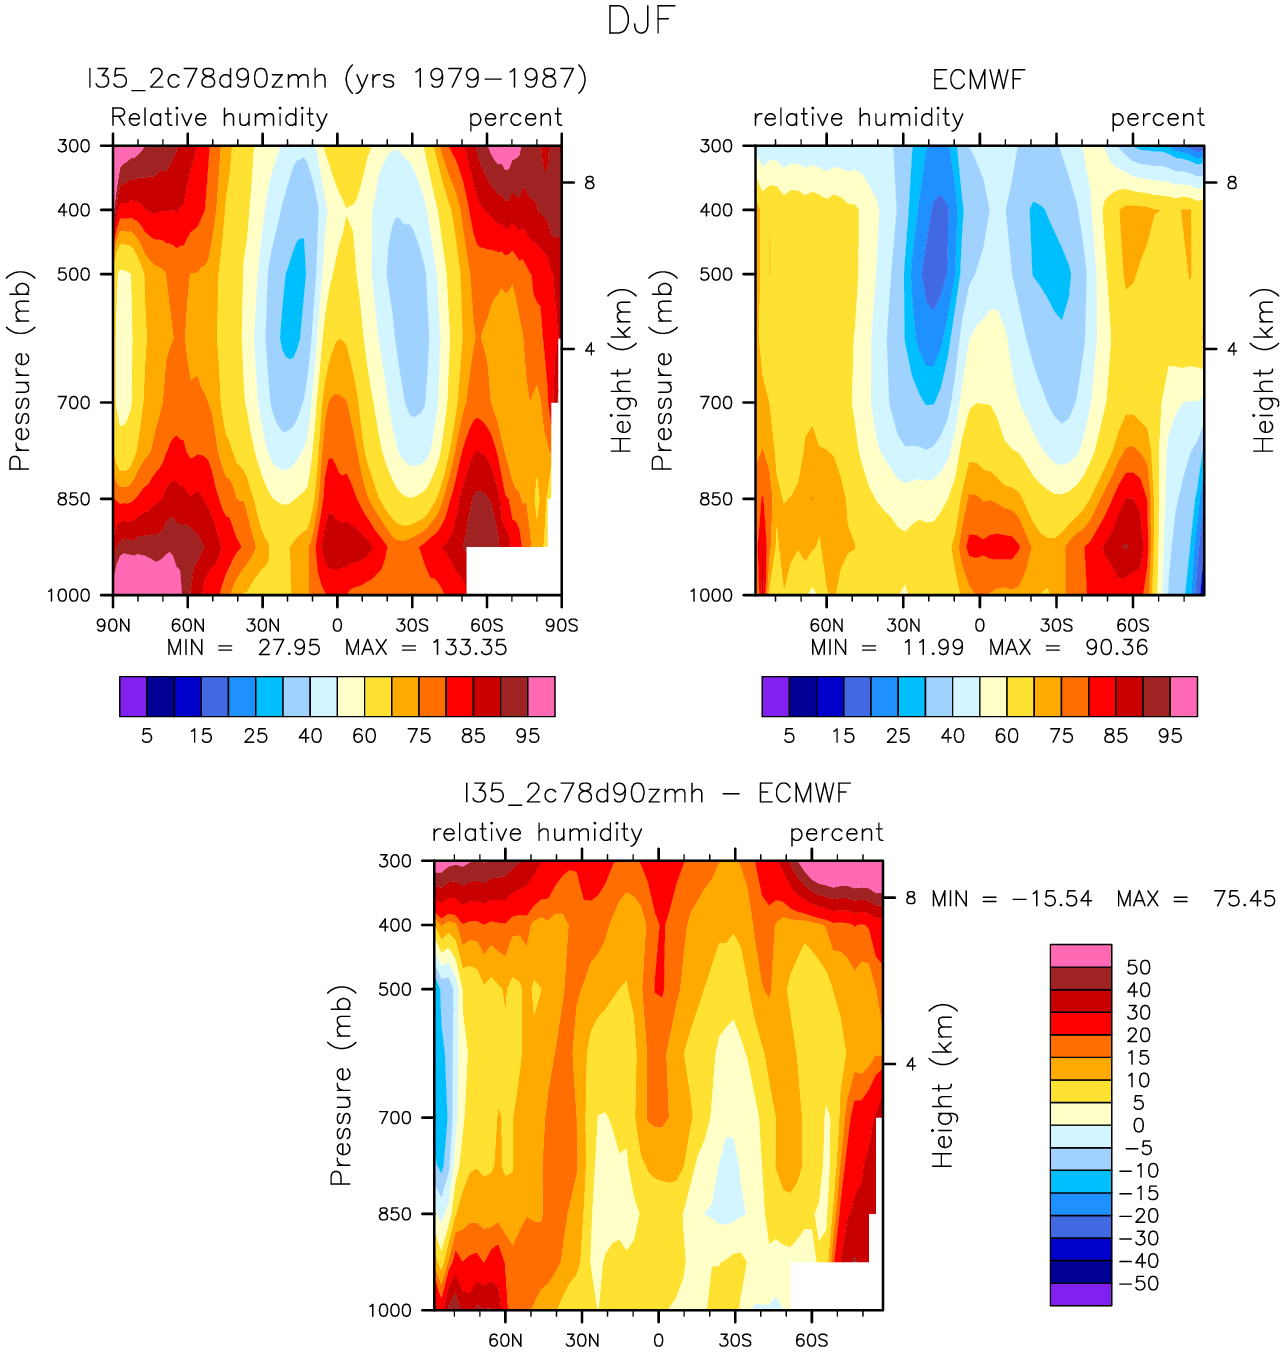 DJF
l35_2c78d90zmh (yrs 1979-1987)
Relative humidity percent
300
400
500
700
850
1000
Pressure (mb)
8
4
Height (km)
90N 60N 30N 0 30S 60S 90S
MIN = 27.95 MAX = 133.35
5 15 25 40 60 75 85 95
ECMWF
relative humidity percent
300
400
500
700
850
1000
Pressure (mb)
8
4
Height (km)
60N 30N 0 30S 60S
MIN = 11.99 MAX = 90.36
5 15 25 40 60 75 85 95
l35_2c78d90zmh - ECMWF
relative humidity percent
300
400
500
700
850
1000
Pressure (mb)
8
4
Height (km)
60N 30N 0 30S 60S
MIN = -15.54 MAX = 75.45
50
40
30
20
15
10
5
0
-5
-10
-15
-20
-30
-40
-50